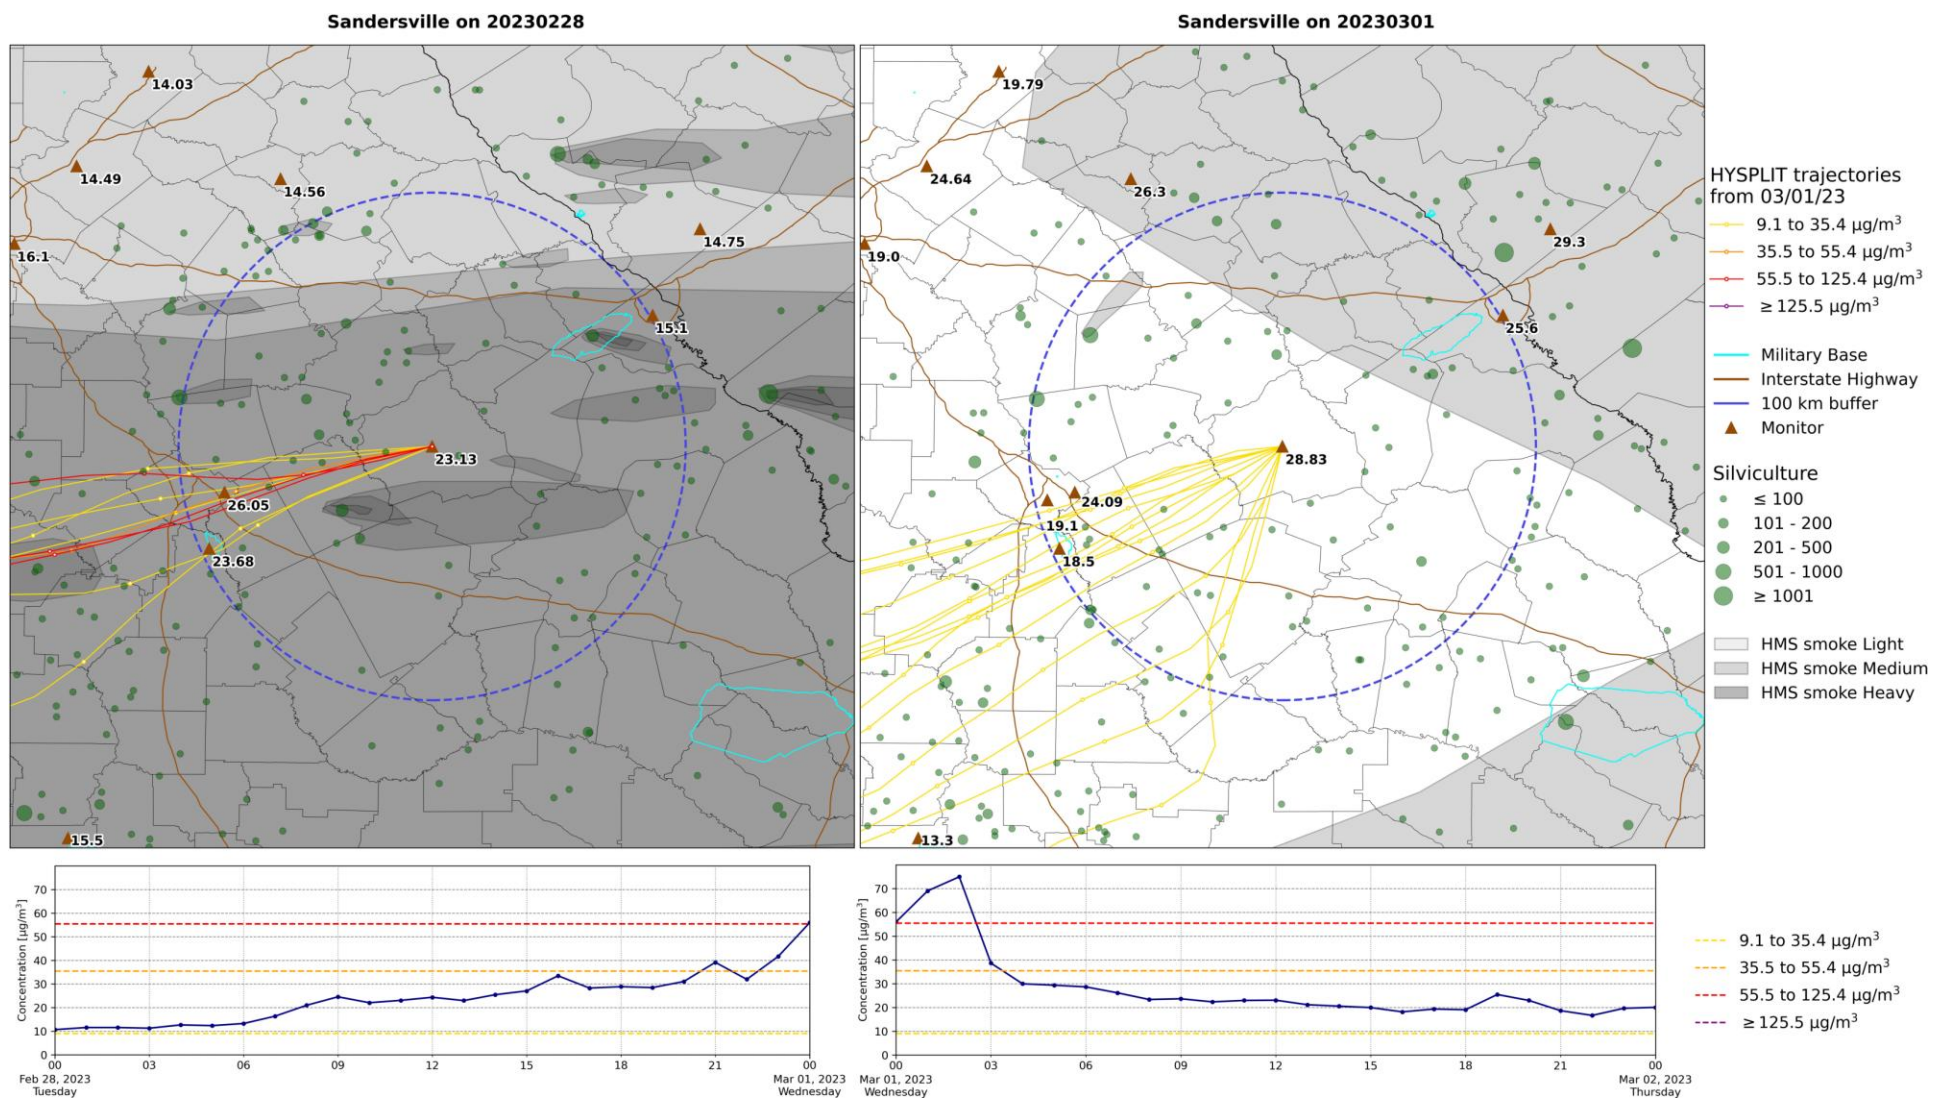 Sandersville on 20230228
Sandersville on 20230301
14.03
14.49
14.56
16.1
14.75
15.1
23.13
26.05
23.68
15.5
19.79
24.64
26.3
19.0
29.3
25.6
28.83
24.09
19.1
18.5
13.3
HYSPLIT trajectories
from 03/01/23
9.1 to 35.4 μg/m³
35.5 to 55.4 μg/m³
55.5 to 125.4 μg/m³
≥ 125.5 μg/m³
Military Base
Interstate Highway
100 km buffer
Monitor
Silviculture
≤ 100
101 - 200
201 - 500
501 - 1000
≥ 1001
HMS smoke Light
HMS smoke Medium
HMS smoke Heavy
Concentration [μg/m³]
70
60
50
40
30
20
10
0
00
03
06
09
12
15
18
21
00
Feb 28, 2023
Tuesday
Mar 01, 2023
Wednesday
Concentration [μg/m³]
70
60
50
40
30
20
10
0
00
03
06
09
12
15
18
21
00
Mar 01, 2023
Wednesday
Mar 02, 2023
Thursday
9.1 to 35.4 μg/m³
35.5 to 55.4 μg/m³
55.5 to 125.4 μg/m³
≥ 125.5 μg/m³